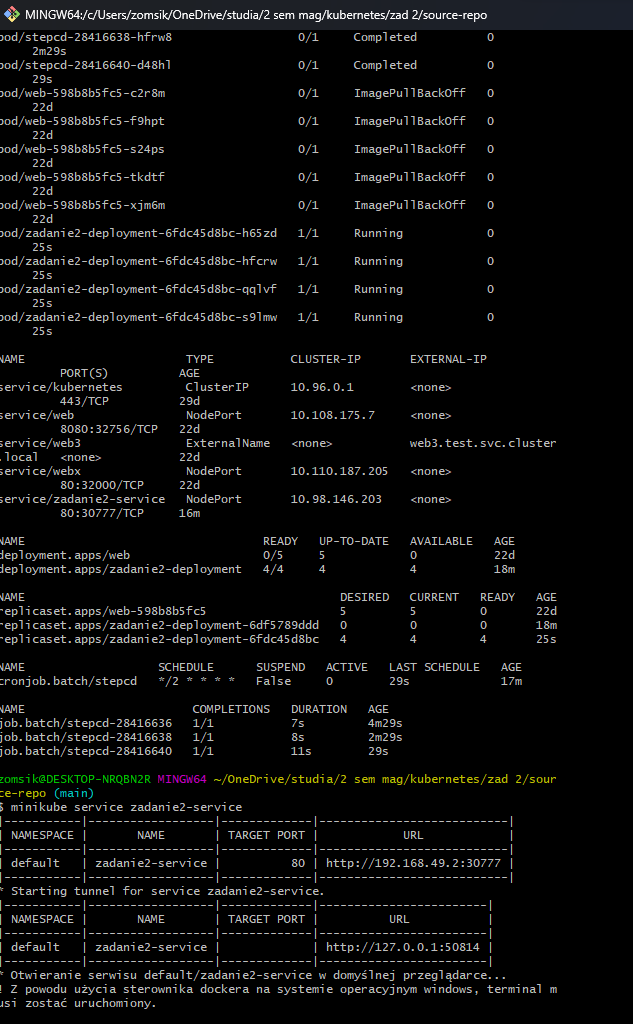 MINGW64:/c/Users/zomsik/OneDrive/studia/2 sem mag/kubernetes/zad 2/source-repo
pod/stepcd-28416638-hfrw8 0/1 Completed 0
2m29s
pod/stepcd-28416640-d48hl 0/1 Completed 0
29s
pod/web-598b8b5fc5-c2r8m 0/1 ImagePullBackOff 0
22d
pod/web-598b8b5fc5-f9hpt 0/1 ImagePullBackOff 0
22d
pod/web-598b8b5fc5-s24ps 0/1 ImagePullBackOff 0
22d
pod/web-598b8b5fc5-tkdtf 0/1 ImagePullBackOff 0
22d
pod/web-598b8b5fc5-xjm6m 0/1 ImagePullBackOff 0
22d
pod/zadanie2-deployment-6fdc45d8bc-h65zd 1/1 Running 0
25s
pod/zadanie2-deployment-6fdc45d8bc-hfcrw 1/1 Running 0
25s
pod/zadanie2-deployment-6fdc45d8bc-qqlvf 1/1 Running 0
25s
pod/zadanie2-deployment-6fdc45d8bc-s9lmw 1/1 Running 0
25s
NAME TYPE CLUSTER-IP EXTERNAL-IP
PORT(S) AGE
service/kubernetes ClusterIP 10.96.0.1 <none>
443/TCP 29d
service/web NodePort 10.108.175.7 <none>
8080:32756/TCP 22d
service/web3 ExternalName <none> web3.test.svc.cluster
.local <none> 22d
service/webx NodePort 10.110.187.205 <none>
80:32000/TCP 22d
service/zadanie2-service NodePort 10.98.146.203 <none>
80:30777/TCP 16m
NAME READY UP-TO-DATE AVAILABLE AGE
deployment.apps/web 0/5 5 0 22d
deployment.apps/zadanie2-deployment 4/4 4 4 18m
NAME DESIRED CURRENT READY AGE
replicaset.apps/web-598b8b5fc5 5 5 0 22d
replicaset.apps/zadanie2-deployment-6df5789ddd 0 0 0 18m
replicaset.apps/zadanie2-deployment-6fdc45d8bc 4 4 4 25s
NAME SCHEDULE SUSPEND ACTIVE LAST SCHEDULE AGE
cronjob.batch/stepcd */2 * * * * False 0 29s 17m
NAME COMPLETIONS DURATION AGE
job.batch/stepcd-28416636 1/1 7s 4m29s
job.batch/stepcd-28416638 1/1 8s 2m29s
job.batch/stepcd-28416640 1/1 11s 29s
zomsik@DESKTOP-NRQBN2R MINGW64 ~/OneDrive/studia/2 sem mag/kubernetes/zad 2/sour
ce-repo (main)
$ minikube service zadanie2-service
|-----------|------------------|-------------|---------------------------|
| NAMESPACE | NAME | TARGET PORT | URL |
|-----------|------------------|-------------|---------------------------|
| default | zadanie2-service | 80 | http://192.168.49.2:30777 |
|-----------|------------------|-------------|---------------------------|
* Starting tunnel for service zadanie2-service.
|-----------|------------------|-------------|------------------------|
| NAMESPACE | NAME | TARGET PORT | URL |
|-----------|------------------|-------------|------------------------|
| default | zadanie2-service | | http://127.0.0.1:50814 |
|-----------|------------------|-------------|------------------------|
* Otwieranie serwisu default/zadanie2-service w domyślnej przeglądarce...
! Z powodu użycia sterownika dockera na systemie operacyjnym windows, terminal m
usi zostać uruchomiony.